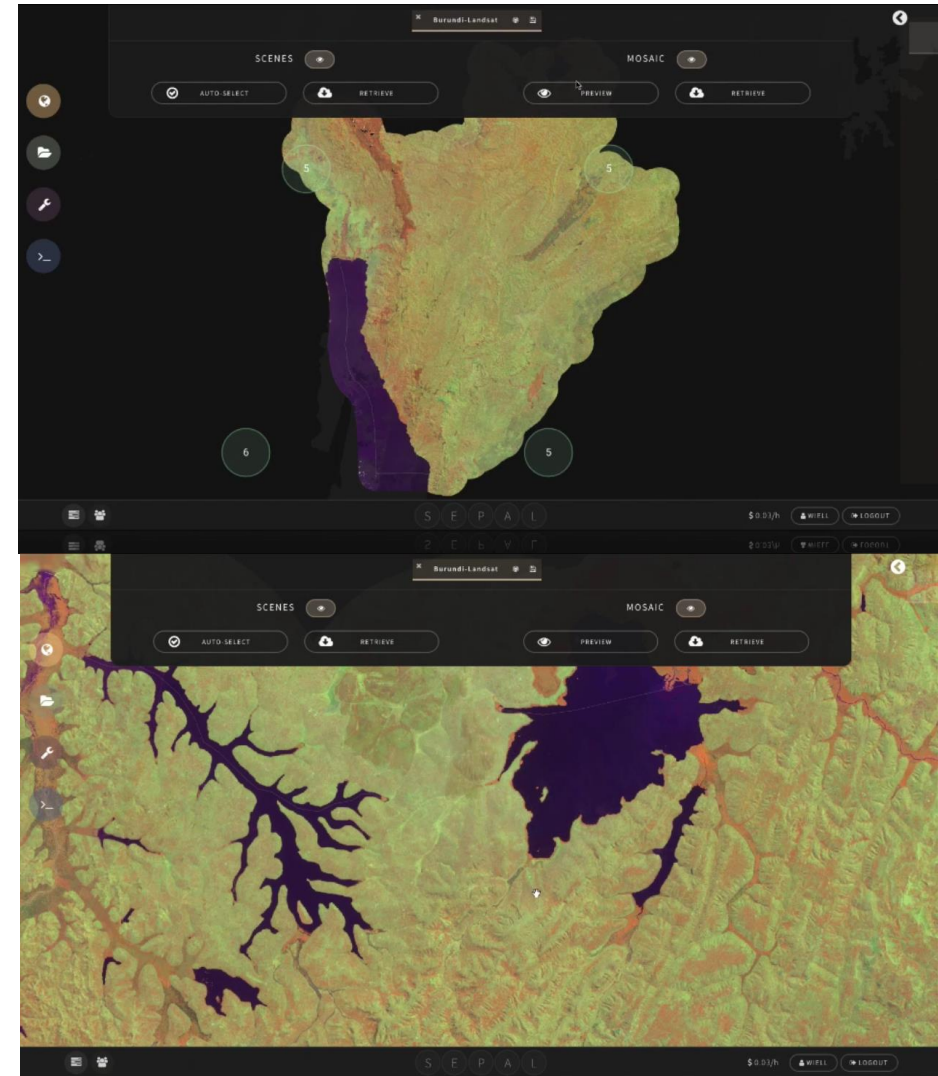 Burundi-Landsat
SCENES
MOSAIC
AUTO-SELECT
RETRIEVE
PREVIEW
RETRIEVE
5
5
6
5
S E P A L
$ 0.03/h
WIELL
LOGOUT
Burundi-Landsat
SCENES
MOSAIC
AUTO-SELECT
RETRIEVE
PREVIEW
RETRIEVE
S E P A L
$ 0.03/h
WIELL
LOGOUT